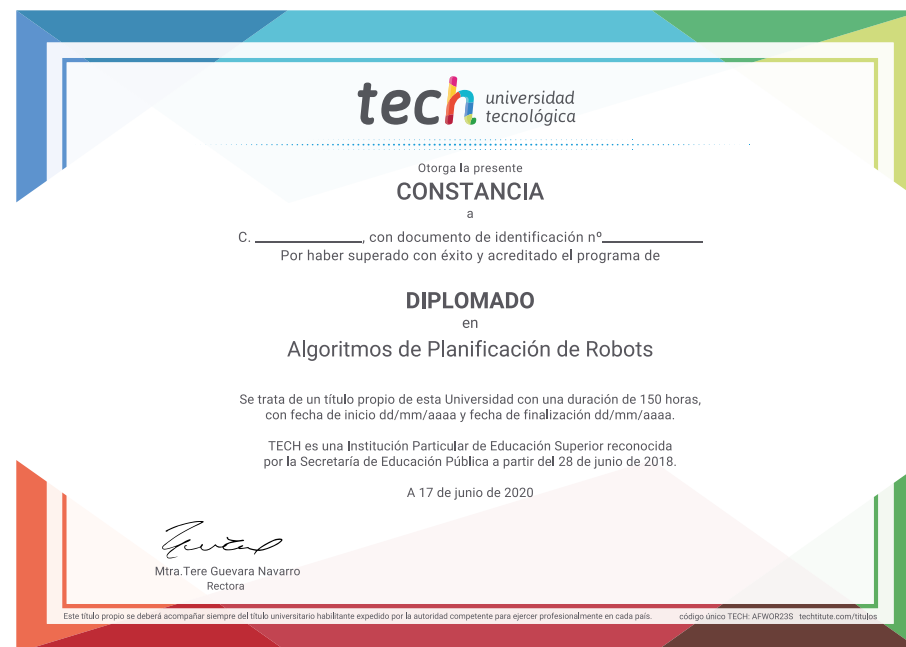 tech universidad
tecnológica
Otorga la presente
CONSTANCIA
a
C. ____________, con documento de identificación nº____________
Por haber superado con éxito y acreditado el programa de
DIPLOMADO
en
Algoritmos de Planificación de Robots
Se trata de un título propio de esta Universidad con una duración de 150 horas,
con fecha de inicio dd/mm/aaaa y fecha de finalización dd/mm/aaaa.
TECH es una Institución Particular de Educación Superior reconocida
por la Secretaría de Educación Pública a partir del 28 de junio de 2018.
A 17 de junio de 2020
Mtra.Tere Guevara Navarro
Rectora
Este título propio se deberá acompañar siempre del título universitario habilitante expedido por la autoridad competente para ejercer profesionalmente en cada país. código único TECH: AFWOR23S techtitute.com/titulos